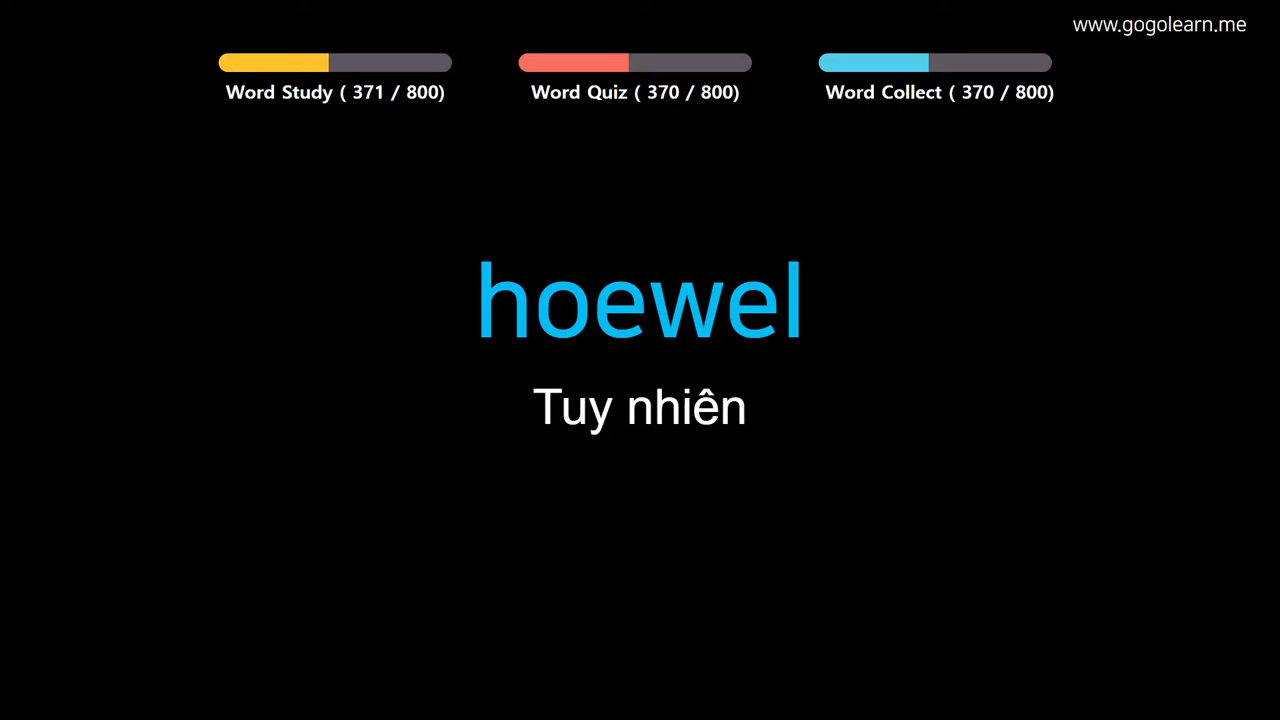 www.gogolearn.me
Word Study ( 371 / 800)
Word Quiz ( 370 / 800)
Word Collect ( 370 / 800)
hoewel
Tuy nhiên